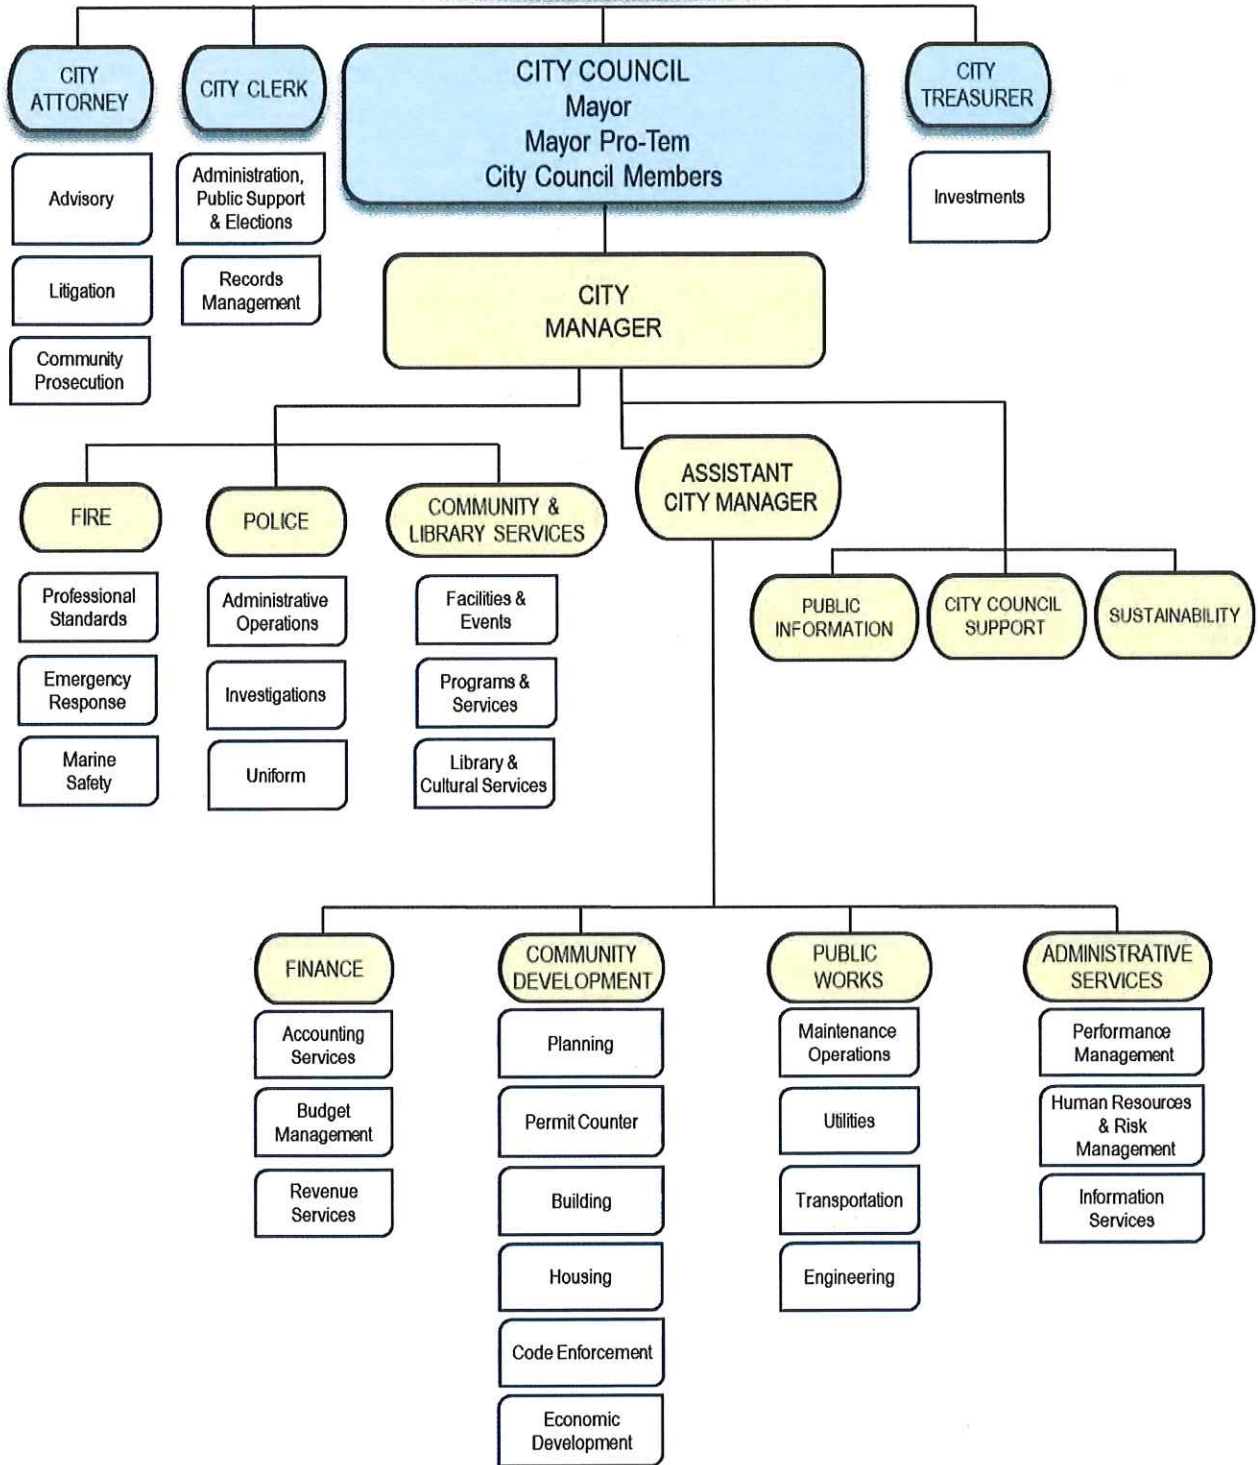 CITY
ATTORNEY
CITY CLERK
CITY COUNCIL
Mayor
Mayor Pro-Tem
City Council Members
CITY
TREASURER
Advisory
Litigation
Community
Prosecution
Administration,
Public Support
& Elections
Records
Management
Investments
CITY
MANAGER
FIRE
POLICE
COMMUNITY &
LIBRARY SERVICES
ASSISTANT
CITY MANAGER
PUBLIC
INFORMATION
CITY COUNCIL
SUPPORT
SUSTAINABILITY
Professional
Standards
Emergency
Response
Marine
Safety
Administrative
Operations
Investigations
Uniform
Facilities &
Events
Programs &
Services
Library &
Cultural Services
FINANCE
COMMUNITY
DEVELOPMENT
PUBLIC
WORKS
ADMINISTRATIVE
SERVICES
Accounting
Services
Budget
Management
Revenue
Services
Planning
Permit Counter
Building
Housing
Code Enforcement
Economic
Development
Maintenance
Operations
Utilities
Transportation
Engineering
Performance
Management
Human Resources
& Risk
Management
Information
Services